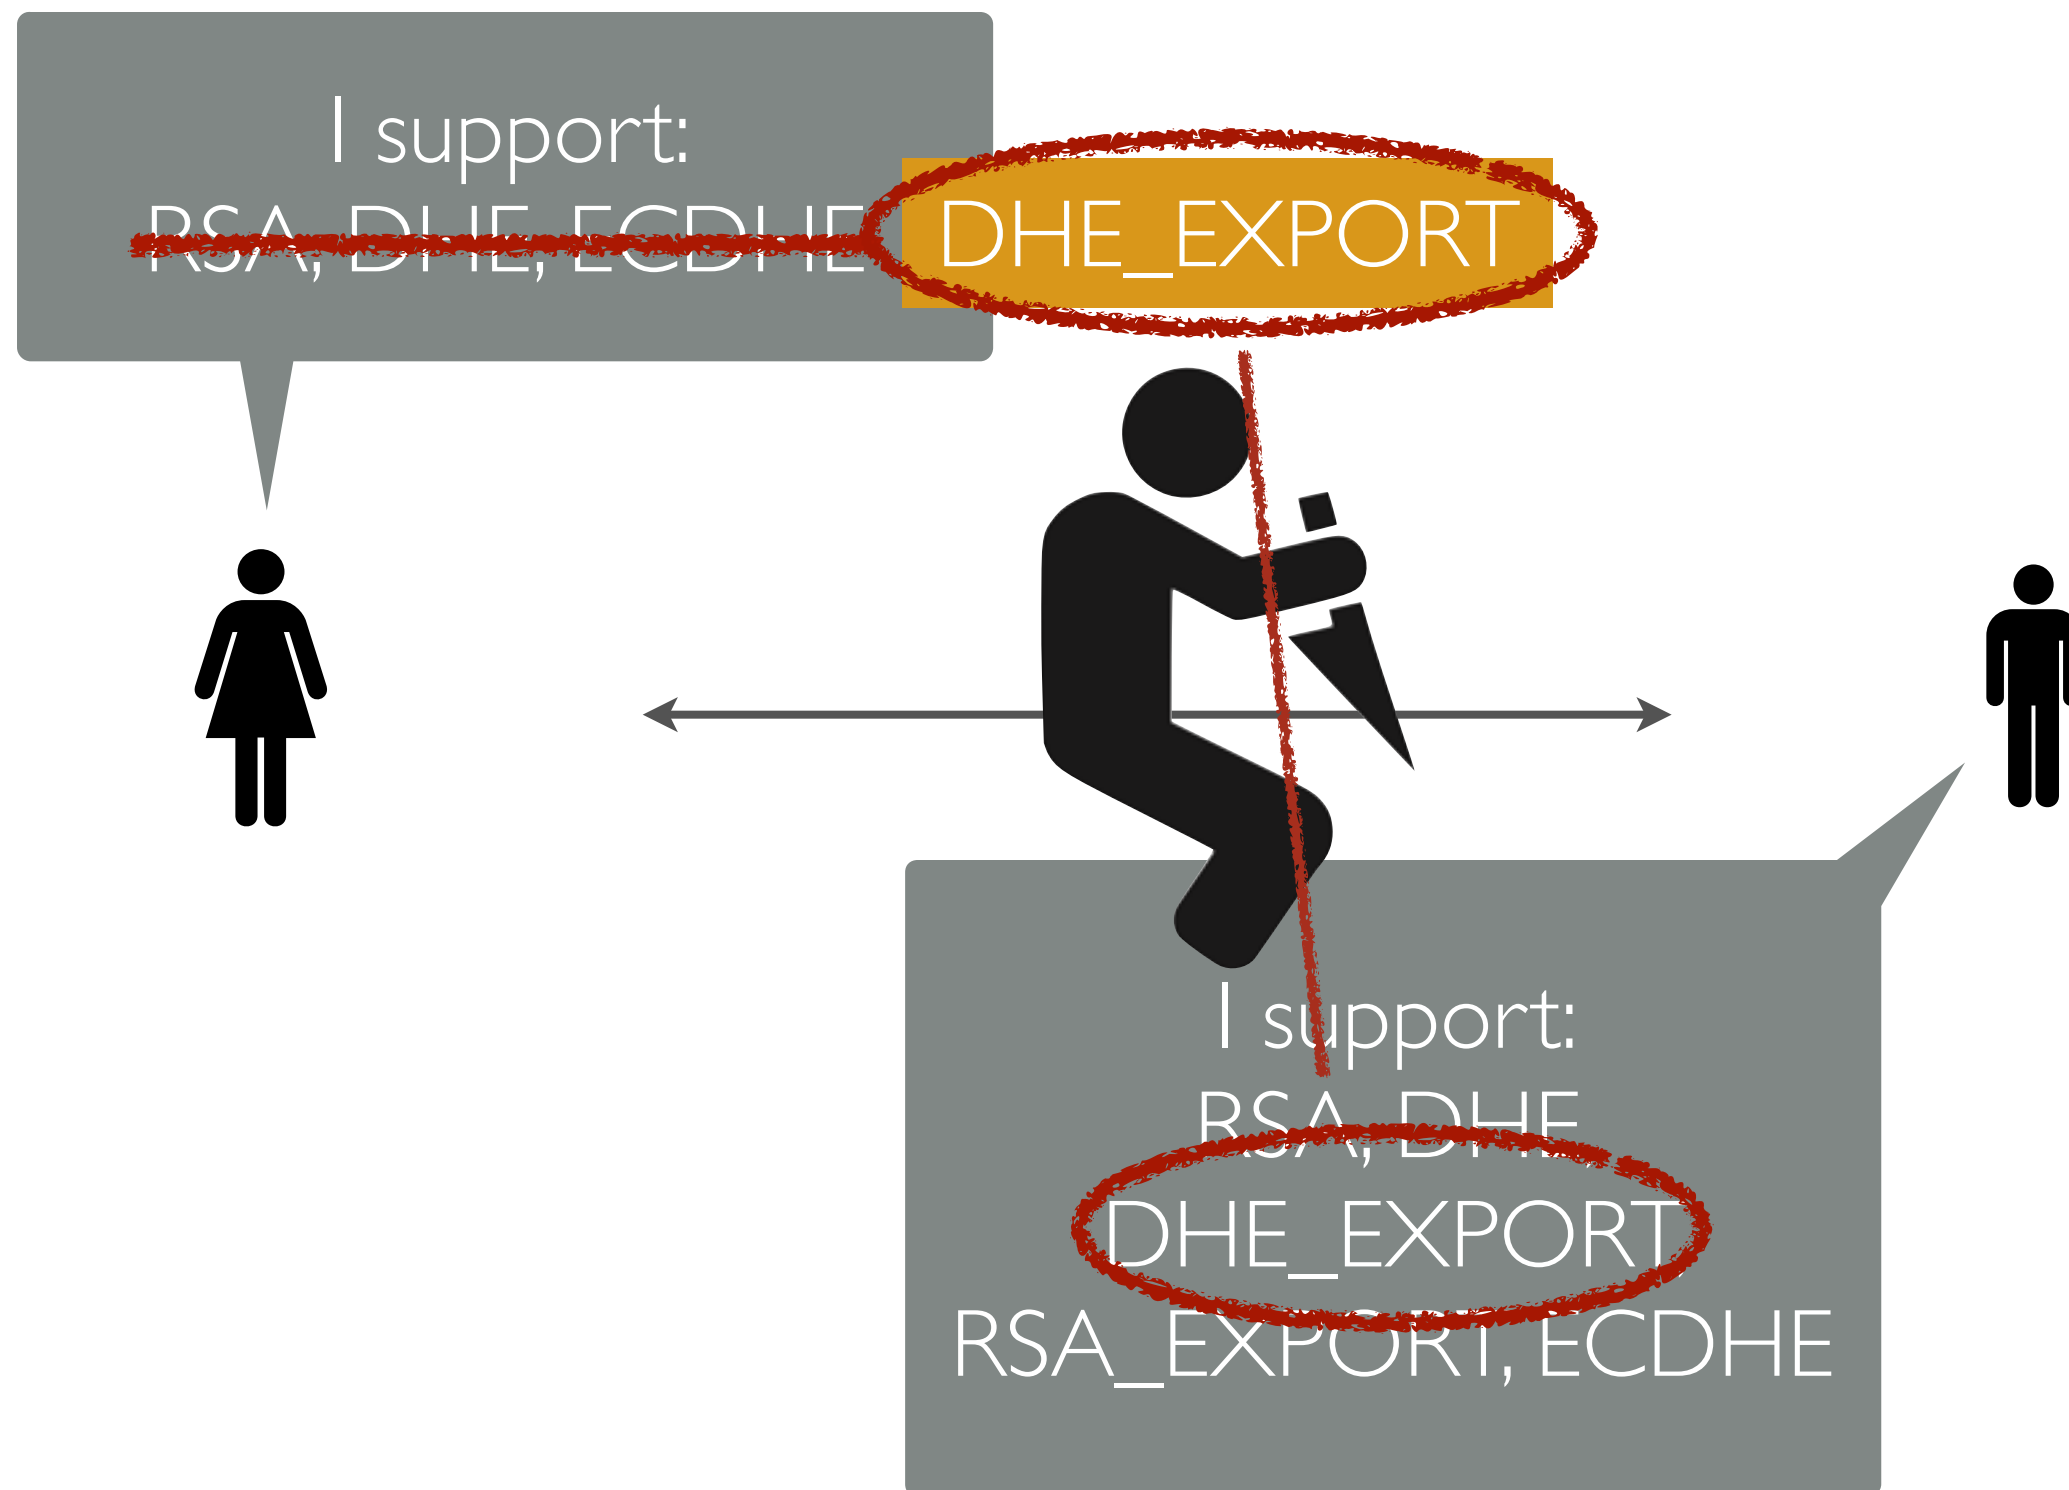 I support:
RSA, DHE, ECDHE DHE_EXPORT
I support:
RSA, DHE,
DHE_EXPORT,
RSA_EXPORT, ECDHE